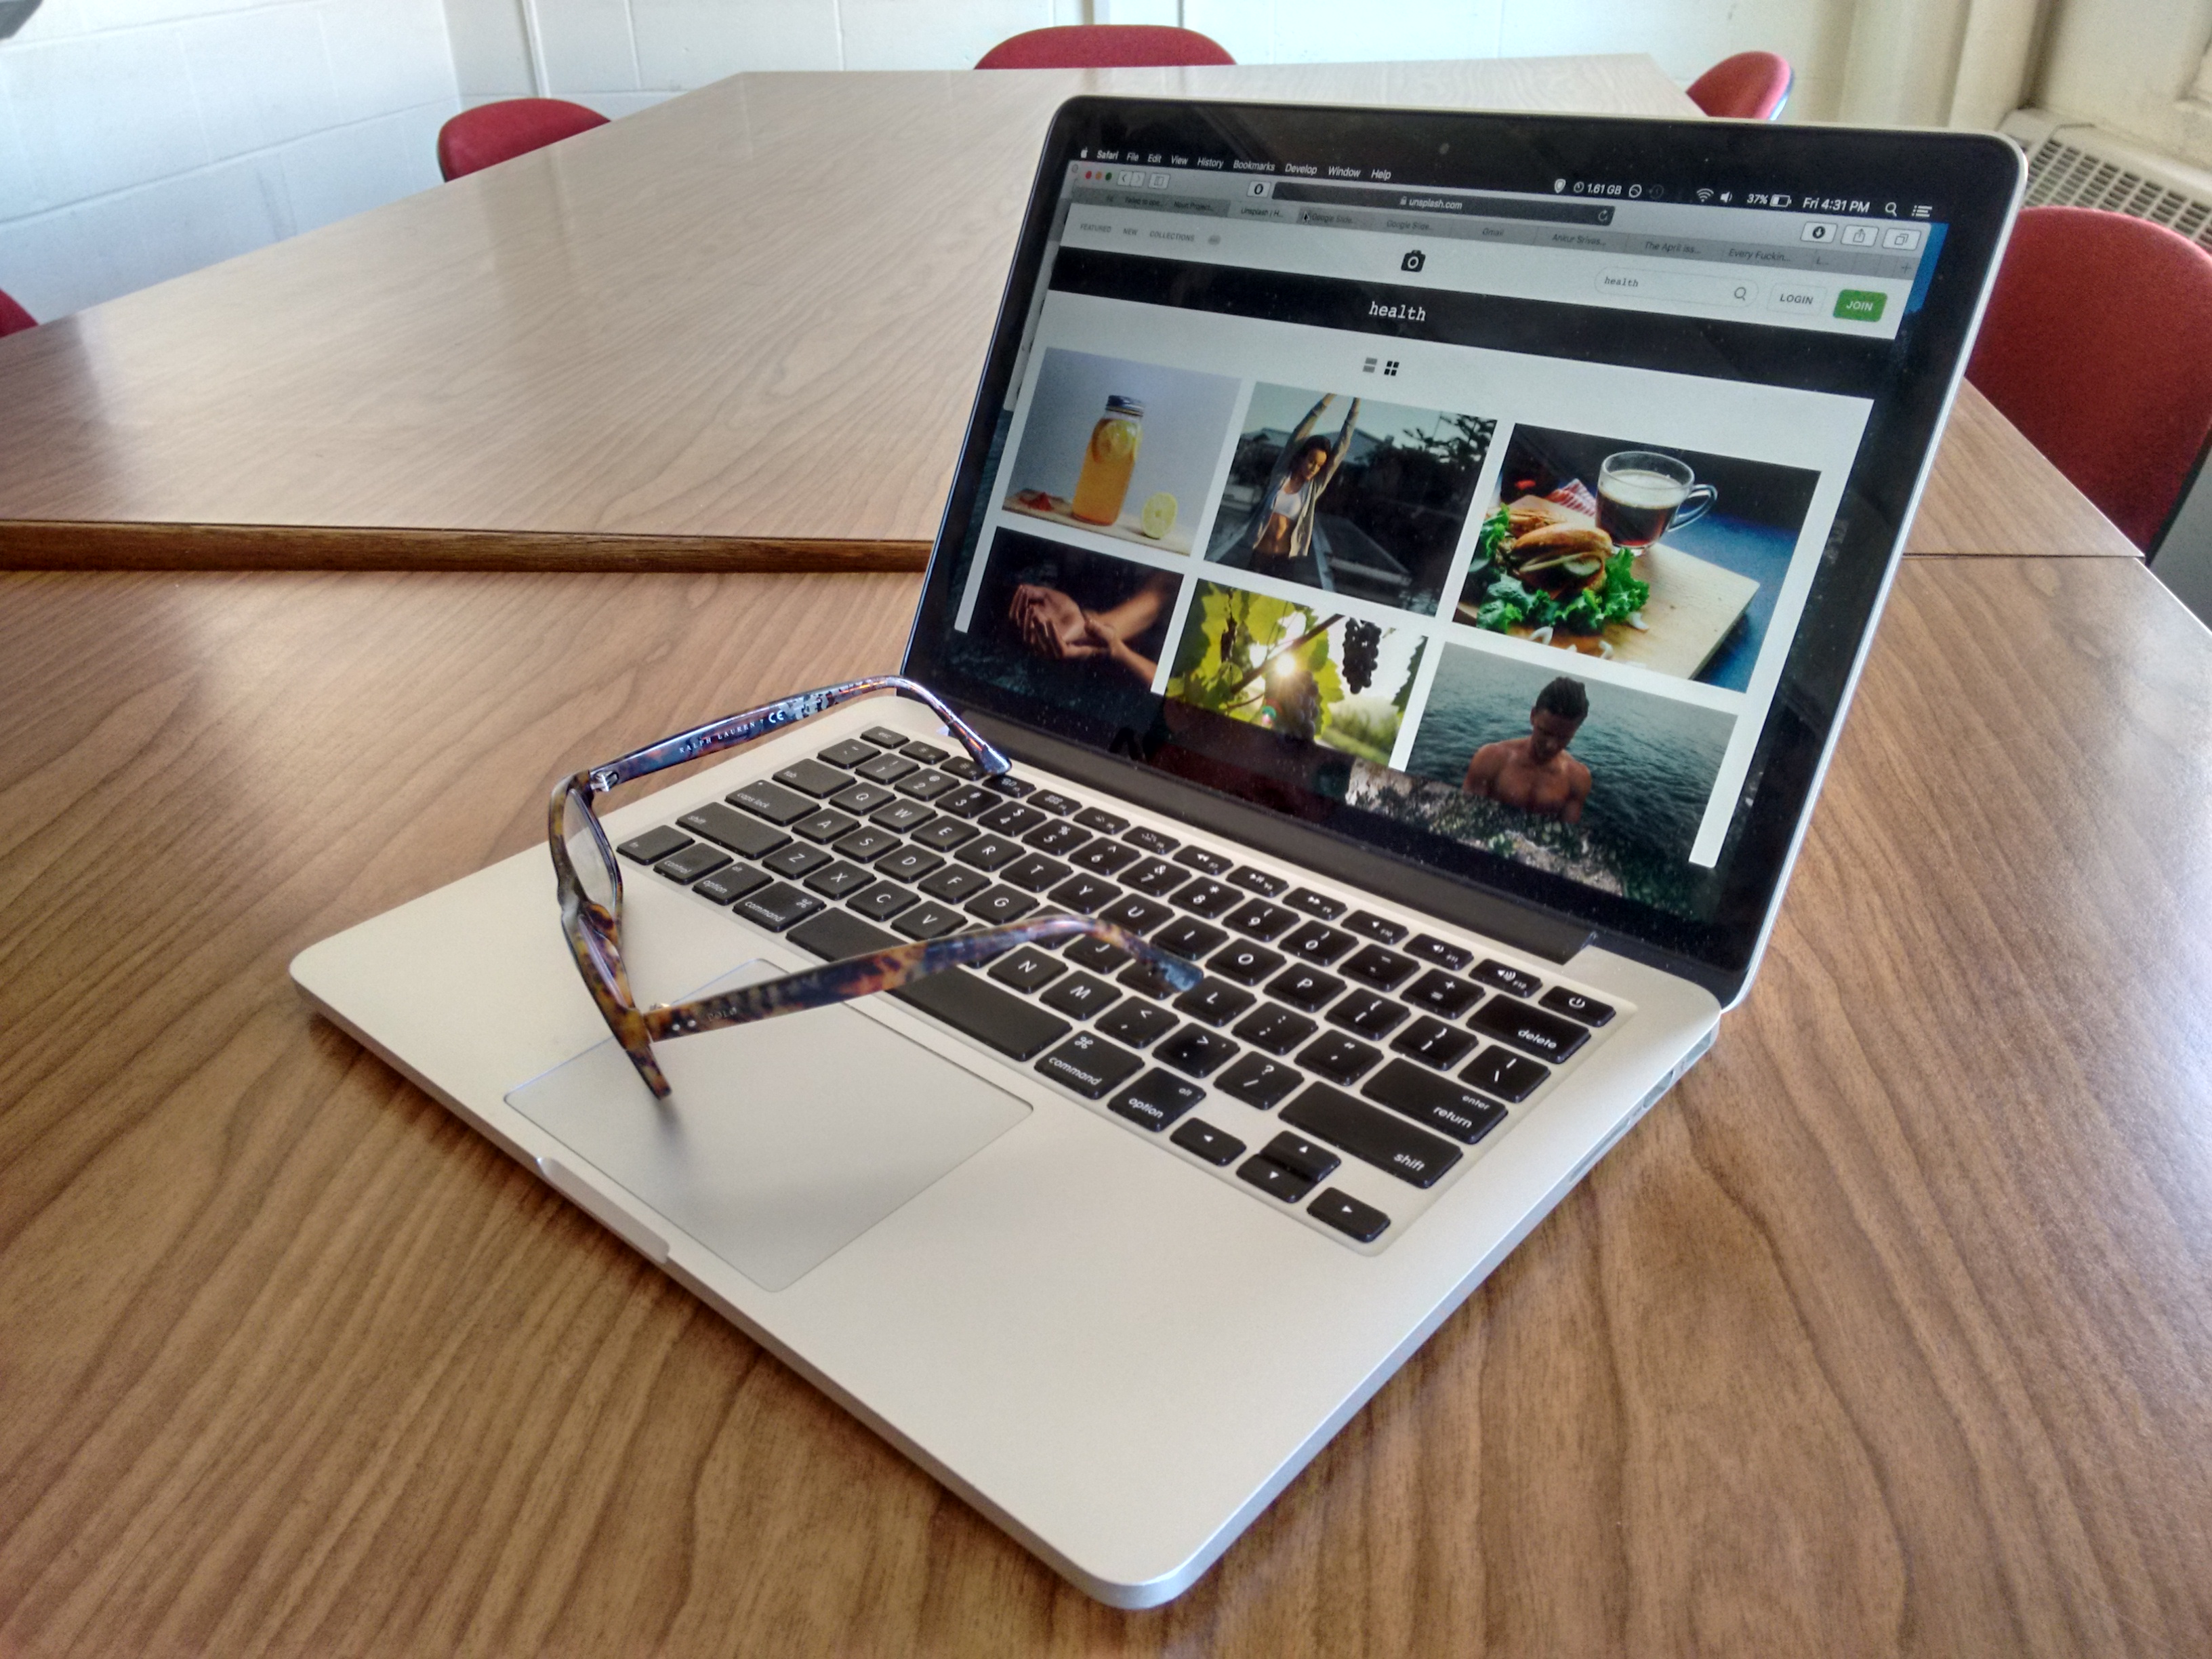 Safari File Edit View History Bookmarks Develop Window Help 1.61 GB 37% Fri 4:31 PM
unsplash.com
Unsplash | H... Google Slide... Google Slide... Gmail The April iss... Every Fuckin...
FEATURED NEW COLLECTIONS health LOGIN JOIN
health
RALPH LAUREN CE
esc
delete
tab Q W E R T Y U I O P
caps lock A S D F G J L enter return
shift Z X C V N M shift
fn control option command command alt option